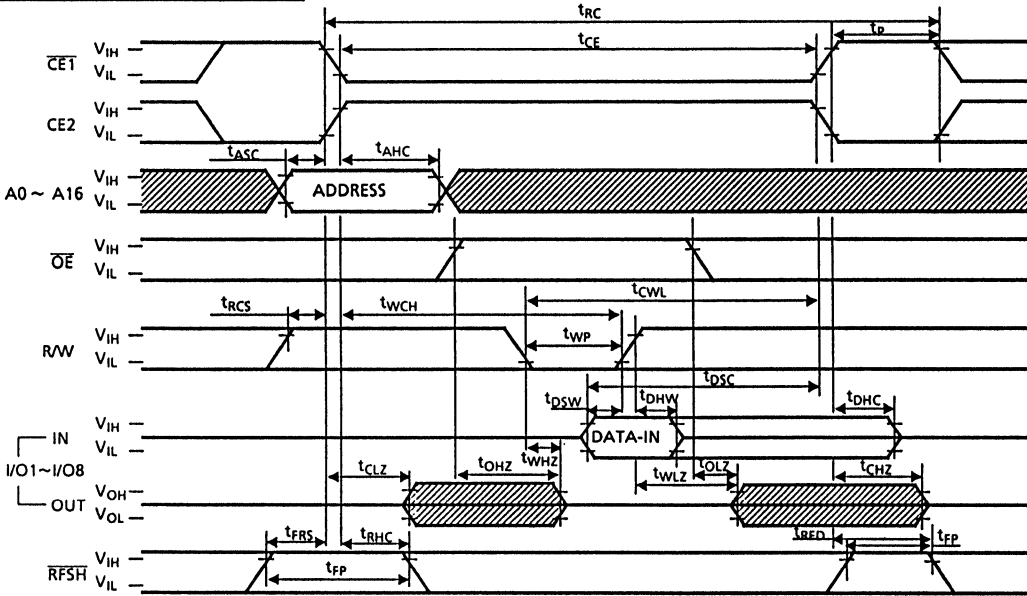 tRC
tP
tCE
CE1 VIH
VIL
CE2 VIH
VIL
tASC tAHC
A0 ~ A16 VIH
VIL
ADDRESS
OE VIH
VIL
tCWL
tRCS tWCH
R/W VIH
VIL
tWP
tDSC
tDSW tDHW tDHC
IN VIH
VIL
DATA-IN
I/O1~I/O8
tWHZ
tCLZ tOHZ tWLZ tOLZ tCHZ
OUT VOH
VOL
tFRS tRHC tRFD tFP
RFSH VIH
VIL
tFP